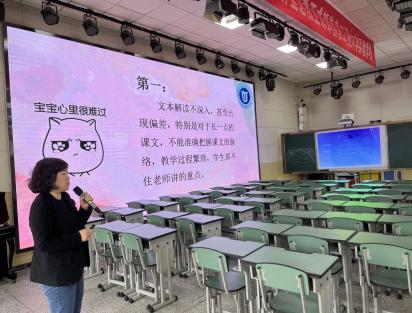 第一：
宝宝心里很难过
文本解读不深入，甚至出
现偏差，特别是对于长一点的
课文，不能准确把握课文的脉
络，教学过程繁琐，学生抓不
住老师讲的重点。